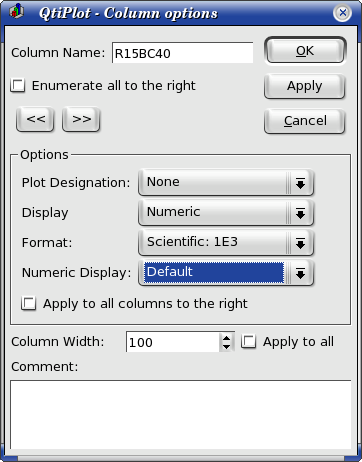 QtiPlot - Column options
Column Name: R15BC40
OK
Enumerate all to the right
Apply
<< >>
Cancel
Options
Plot Designation: None
Display Numeric
Format: Scientific: 1E3
Numeric Display: Default
Apply to all columns to the right
Column Width: 100 Apply to all
Comment: